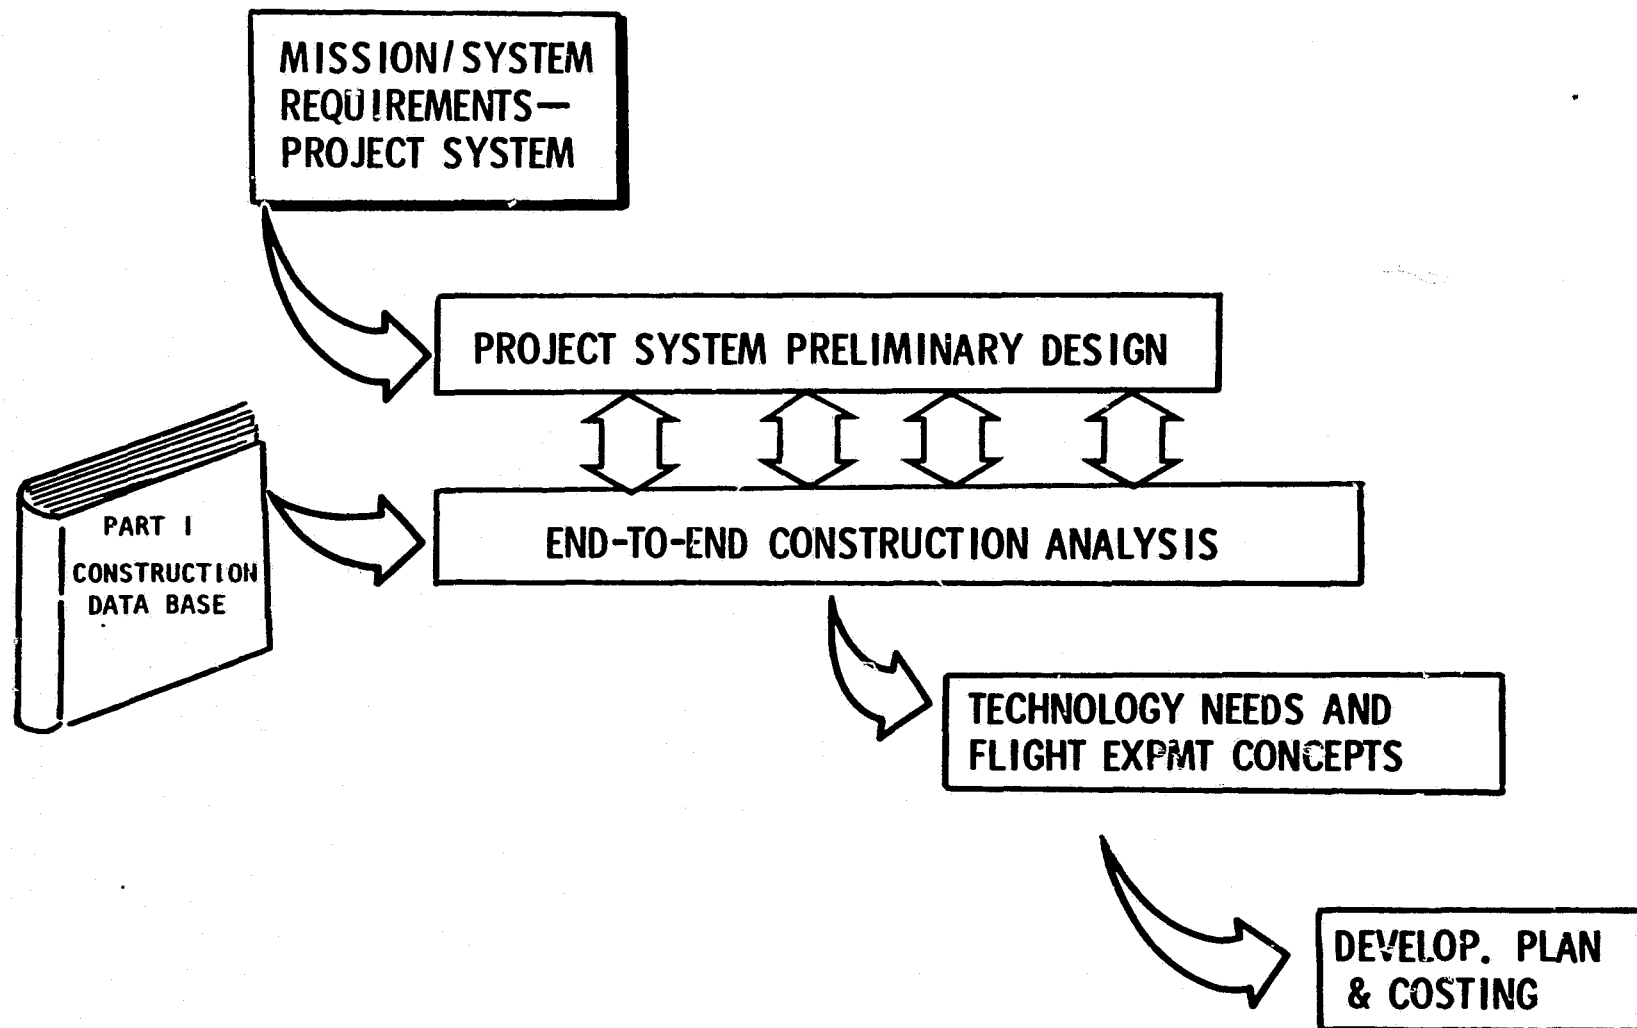 MISSION/SYSTEM
REQUIREMENTS—
PROJECT SYSTEM
PROJECT SYSTEM PRELIMINARY DESIGN
PART I
CONSTRUCTION
DATA BASE
END-TO-END CONSTRUCTION ANALYSIS
TECHNOLOGY NEEDS AND
FLIGHT EXPMT CONCEPTS
DEVELOP. PLAN
& COSTING